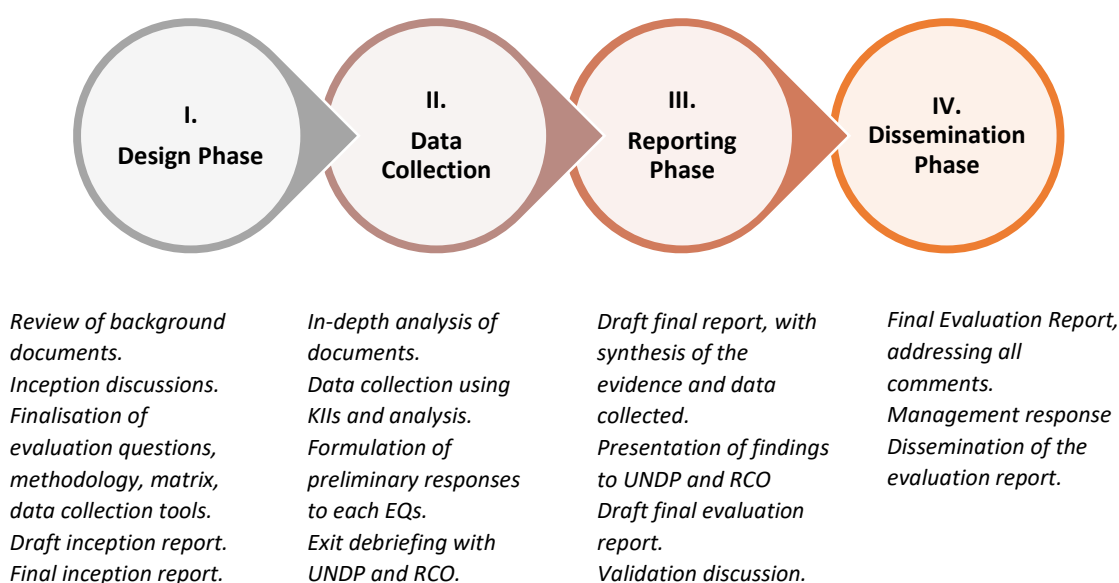 I.
Design Phase
II.
Data
Collection
III.
Reporting
Phase
IV.
Dissemination
Phase
Review of background
documents.
Inception discussions.
Finalisation of
evaluation questions,
methodology, matrix,
data collection tools.
Draft inception report.
Final inception report.
In-depth analysis of
documents.
Data collection using
KIIs and analysis.
Formulation of
preliminary responses
to each EQs.
Exit debriefing with
UNDP and RCO.
Draft final report, with
synthesis of the
evidence and data
collected.
Presentation of findings
to UNDP and RCO
Draft final evaluation
report.
Validation discussion.
Final Evaluation Report,
addressing all
comments.
Management response
Dissemination of the
evaluation report.